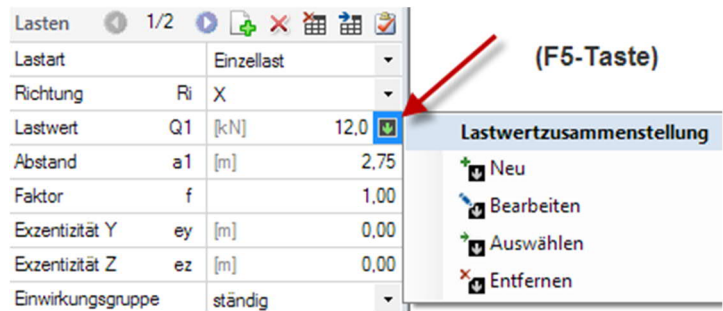 Lasten 1/2
Lastart Einzellast
Richtung Ri X
Lastwert Q1 [kN] 12,0
Abstand a1 [m] 2,75
Faktor f 1,00
Exzentizität Y ey [m] 0,00
Exzentizität Z ez [m] 0,00
Einwirkungsgruppe ständig
(F5-Taste)
Lastwertzusammenstellung
Neu
Bearbeiten
Auswählen
Entfernen